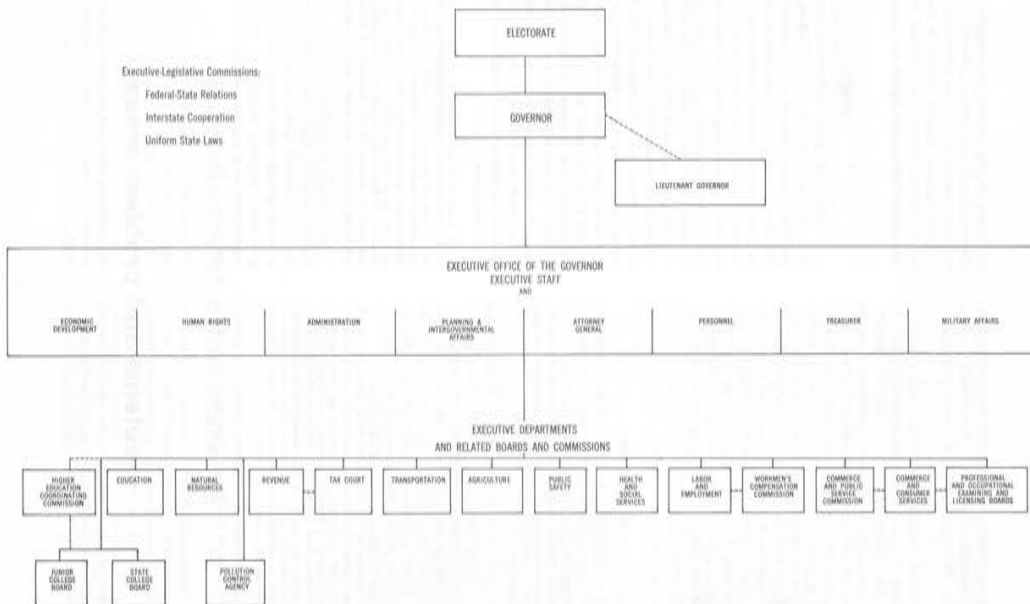 ELECTORATE
Executive-Legislative Commissions:
Federal-State Relations
Interstate Cooperation
Uniform State Laws
GOVERNOR
LIEUTENANT GOVERNOR
EXECUTIVE OFFICE OF THE GOVERNOR
EXECUTIVE STAFF
AND
ECONOMIC
DEVELOPMENT
HUMAN RIGHTS
ADMINISTRATION
PLANNING &
INTERGOVERNMENTAL
AFFAIRS
ATTORNEY
GENERAL
PERSONNEL
TREASURER
MILITARY AFFAIRS
EXECUTIVE DEPARTMENTS
AND RELATED BOARDS AND COMMISSIONS
HIGHER
EDUCATION
COORDINATING
COMMISSION
EDUCATION
NATURAL
RESOURCES
REVENUE
TAX COURT
TRANSPORTATION
AGRICULTURE
PUBLIC
SAFETY
HEALTH
AND
SOCIAL
SERVICES
LABOR
AND
EMPLOYMENT
WORKMEN'S
COMPENSATION
COMMISSION
COMMERCE
AND PUBLIC
SERVICE
COMMISSION
COMMERCE
AND
CONSUMER
SERVICES
PROFESSIONAL
AND OCCUPATIONAL
EXAMINING AND
LICENSING BOARDS
JUNIOR
COLLEGE
BOARD
STATE
COLLEGE
BOARD
POLLUTION
CONTROL
AGENCY